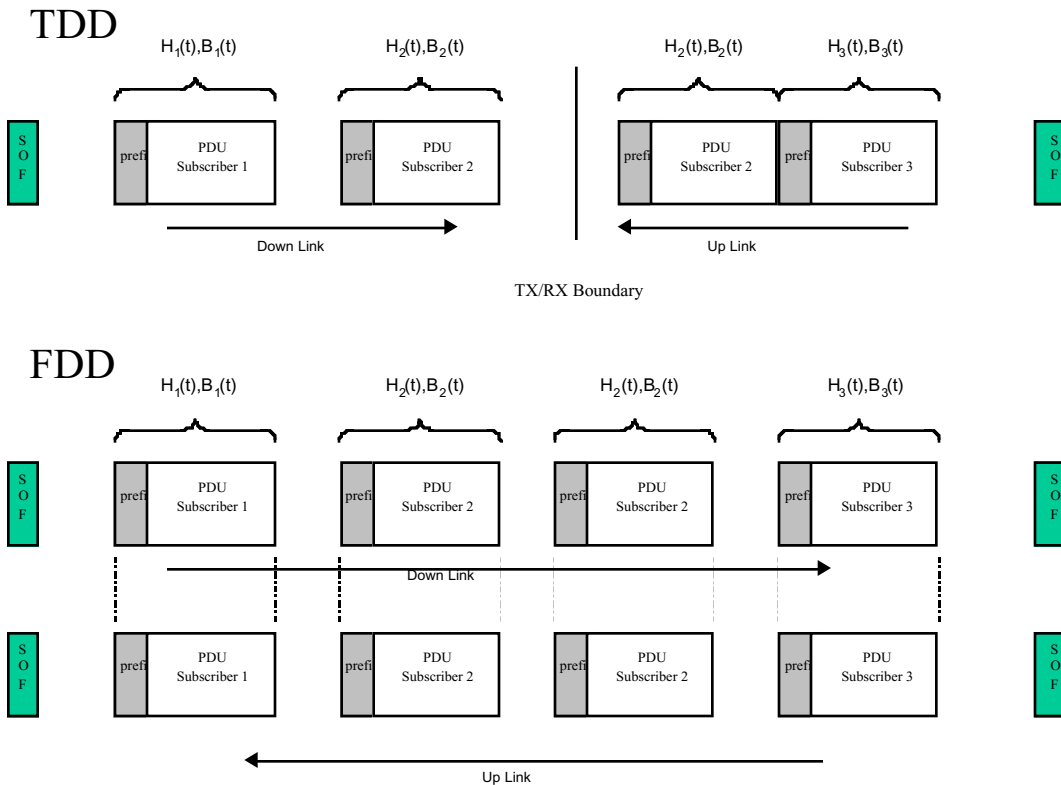 TDD
H1(t),B1(t)
H2(t),B2(t)
H2(t),B2(t)
H3(t),B3(t)
S
O
F
prefi
PDU
Subscriber 1
prefi
PDU
Subscriber 2
prefi
PDU
Subscriber 2
prefi
PDU
Subscriber 3
S
O
F
Down Link
Up Link
TX/RX Boundary
FDD
H1(t),B1(t)
H2(t),B2(t)
H2(t),B2(t)
H3(t),B3(t)
S
O
F
prefi
PDU
Subscriber 1
prefi
PDU
Subscriber 2
prefi
PDU
Subscriber 2
prefi
PDU
Subscriber 3
S
O
F
Down Link
S
O
F
prefi
PDU
Subscriber 1
prefi
PDU
Subscriber 2
prefi
PDU
Subscriber 2
prefi
PDU
Subscriber 3
S
O
F
Up Link